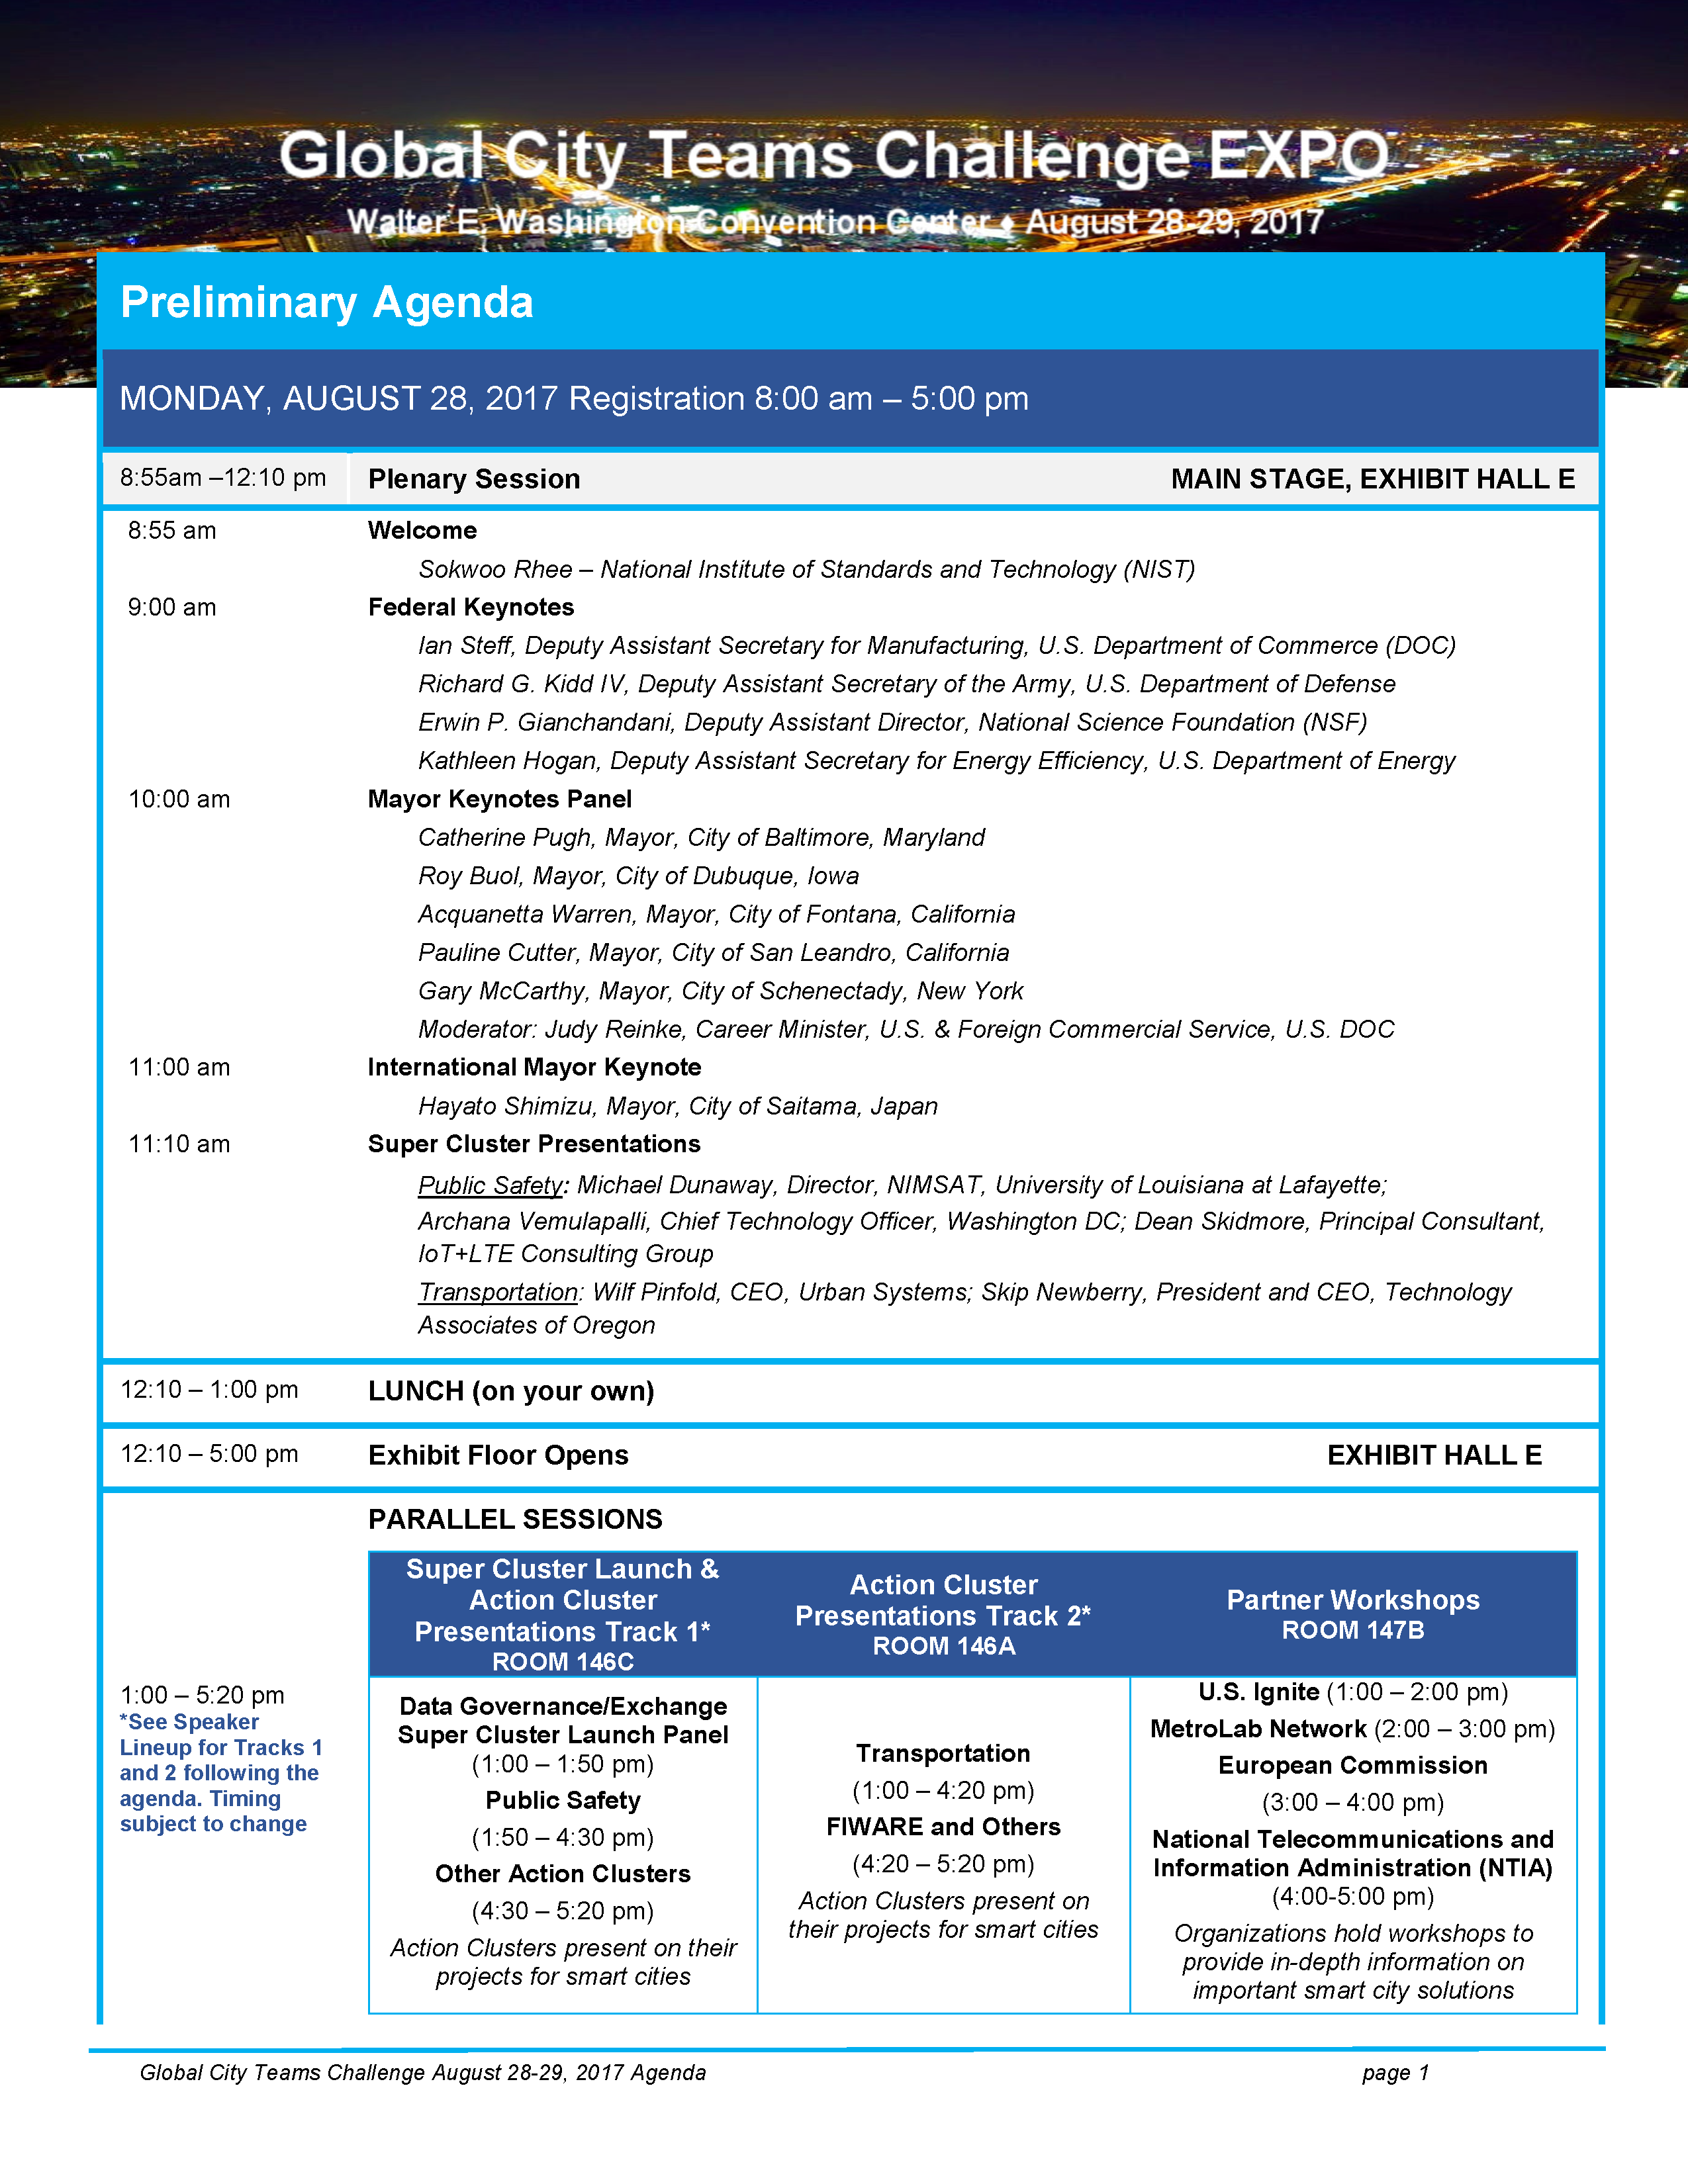 Global City Teams Challenge EXPO
Walter E. Washington Convention Center ♦ August 28-29, 2017
Preliminary Agenda
MONDAY, AUGUST 28, 2017 Registration 8:00 am – 5:00 pm
8:55am –12:10 pm Plenary Session MAIN STAGE, EXHIBIT HALL E
8:55 am Welcome
Sokwoo Rhee – National Institute of Standards and Technology (NIST)
9:00 am Federal Keynotes
Ian Steff, Deputy Assistant Secretary for Manufacturing, U.S. Department of Commerce (DOC)
Richard G. Kidd IV, Deputy Assistant Secretary of the Army, U.S. Department of Defense
Erwin P. Gianchandani, Deputy Assistant Director, National Science Foundation (NSF)
Kathleen Hogan, Deputy Assistant Secretary for Energy Efficiency, U.S. Department of Energy
10:00 am Mayor Keynotes Panel
Catherine Pugh, Mayor, City of Baltimore, Maryland
Roy Buol, Mayor, City of Dubuque, Iowa
Acquanetta Warren, Mayor, City of Fontana, California
Pauline Cutter, Mayor, City of San Leandro, California
Gary McCarthy, Mayor, City of Schenectady, New York
Moderator: Judy Reinke, Career Minister, U.S. & Foreign Commercial Service, U.S. DOC
11:00 am International Mayor Keynote
Hayato Shimizu, Mayor, City of Saitama, Japan
11:10 am Super Cluster Presentations
Public Safety: Michael Dunaway, Director, NIMSAT, University of Louisiana at Lafayette;
Archana Vemulapalli, Chief Technology Officer, Washington DC; Dean Skidmore, Principal Consultant,
IoT+LTE Consulting Group
Transportation: Wilf Pinfold, CEO, Urban Systems; Skip Newberry, President and CEO, Technology
Associates of Oregon
12:10 – 1:00 pm LUNCH (on your own)
12:10 – 5:00 pm Exhibit Floor Opens EXHIBIT HALL E
PARALLEL SESSIONS
1:00 – 5:20 pm
*See Speaker
Lineup for Tracks 1
and 2 following the
agenda. Timing
subject to change
Super Cluster Launch &
Action Cluster
Presentations Track 1*
ROOM 146C
Data Governance/Exchange
Super Cluster Launch Panel
(1:00 – 1:50 pm)
Public Safety
(1:50 – 4:30 pm)
Other Action Clusters
(4:30 – 5:20 pm)
Action Clusters present on their
projects for smart cities
Action Cluster
Presentations Track 2*
ROOM 146A
Transportation
(1:00 – 4:20 pm)
FIWARE and Others
(4:20 – 5:20 pm)
Action Clusters present on
their projects for smart cities
Partner Workshops
ROOM 147B
U.S. Ignite (1:00 – 2:00 pm)
MetroLab Network (2:00 – 3:00 pm)
European Commission
(3:00 – 4:00 pm)
National Telecommunications and
Information Administration (NTIA)
(4:00-5:00 pm)
Organizations hold workshops to
provide in-depth information on
important smart city solutions
Global City Teams Challenge August 28-29, 2017 Agenda page 1